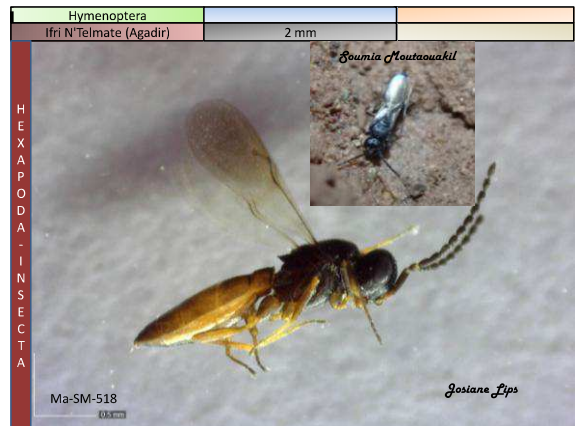 Hymenoptera
Ifri N'Telmate (Agadir)
2 mm
Soumia Moutaouakil
HEXAPODA-INSECTA
Ma-SM-518
0.5 mm
Josiane Lips